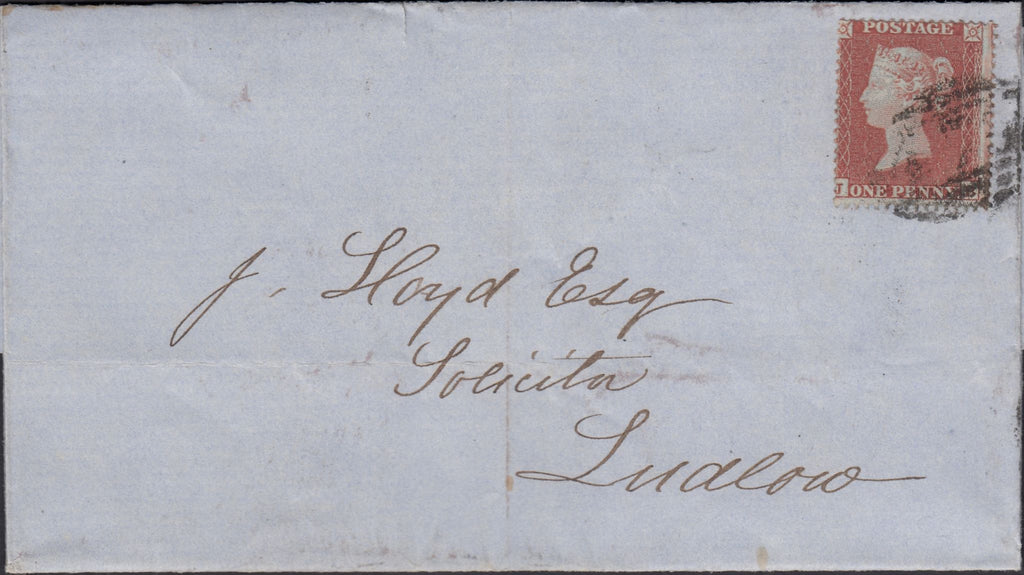 POSTAGE
ONE PENNY
J. Lloyd Esq
Solicitor
Ludlow